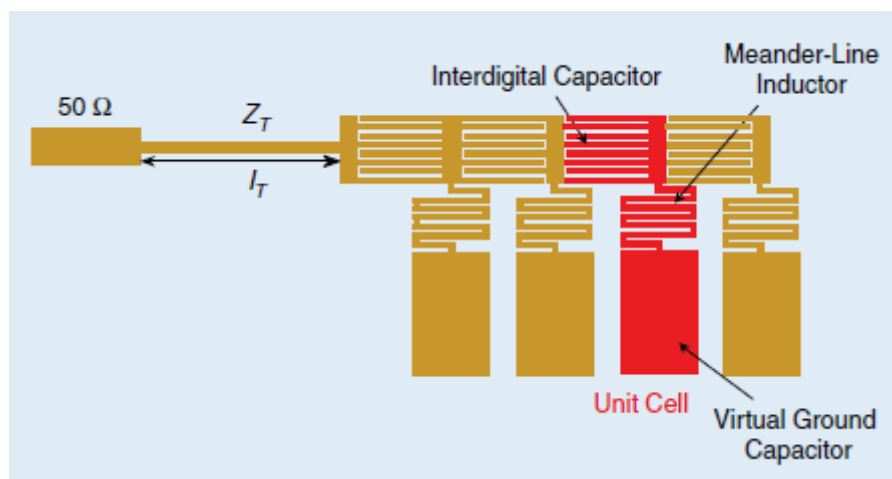 Meander-Line
Inductor
Interdigital Capacitor
50 Ω
Z_T
l_T
Unit Cell
Virtual Ground
Capacitor